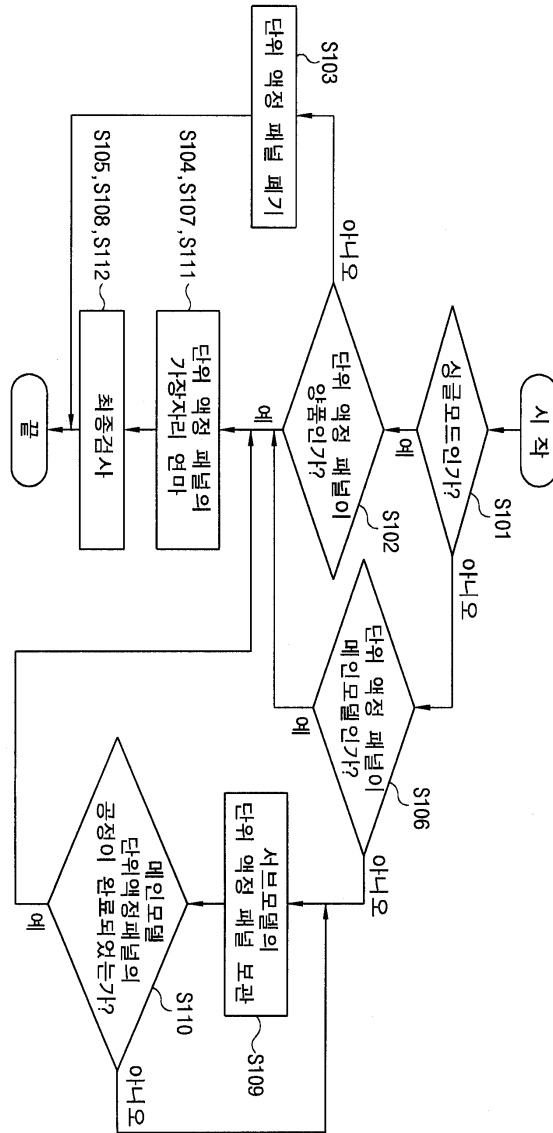 시 작
싱글모드인가?
S101
예
아니오
단위 액정 패널이
양품인가?
S102
아니오
예
단위 액정 패널 폐기
S103
단위 액정 패널이
메인모델인가?
S106
예
아니오
서브모델의
단위 액정 패널 보관
S109
메인모델
단위액정패널의
공정이 완료되었는가?
S110
예
아니오
단위 액정 패널의
가장자리 연마
S104,S107,S111
최종검사
S105,S108,S112
끝